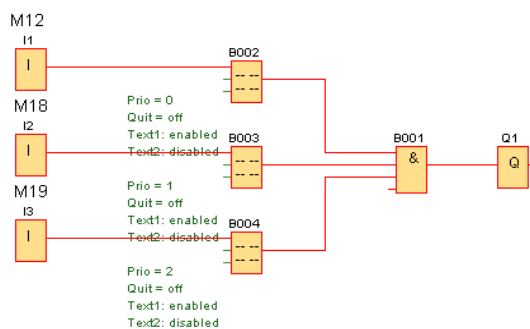 M12
I1
I
B002
Prio = 0
Quit = off
Text1: enabled
Text2: disabled
M18
I2
I
B003
B001
&
Q1
Q
Prio = 1
Quit = off
Text1: enabled
Text2: disabled
M19
I3
I
B004
Prio = 2
Quit = off
Text1: enabled
Text2: disabled